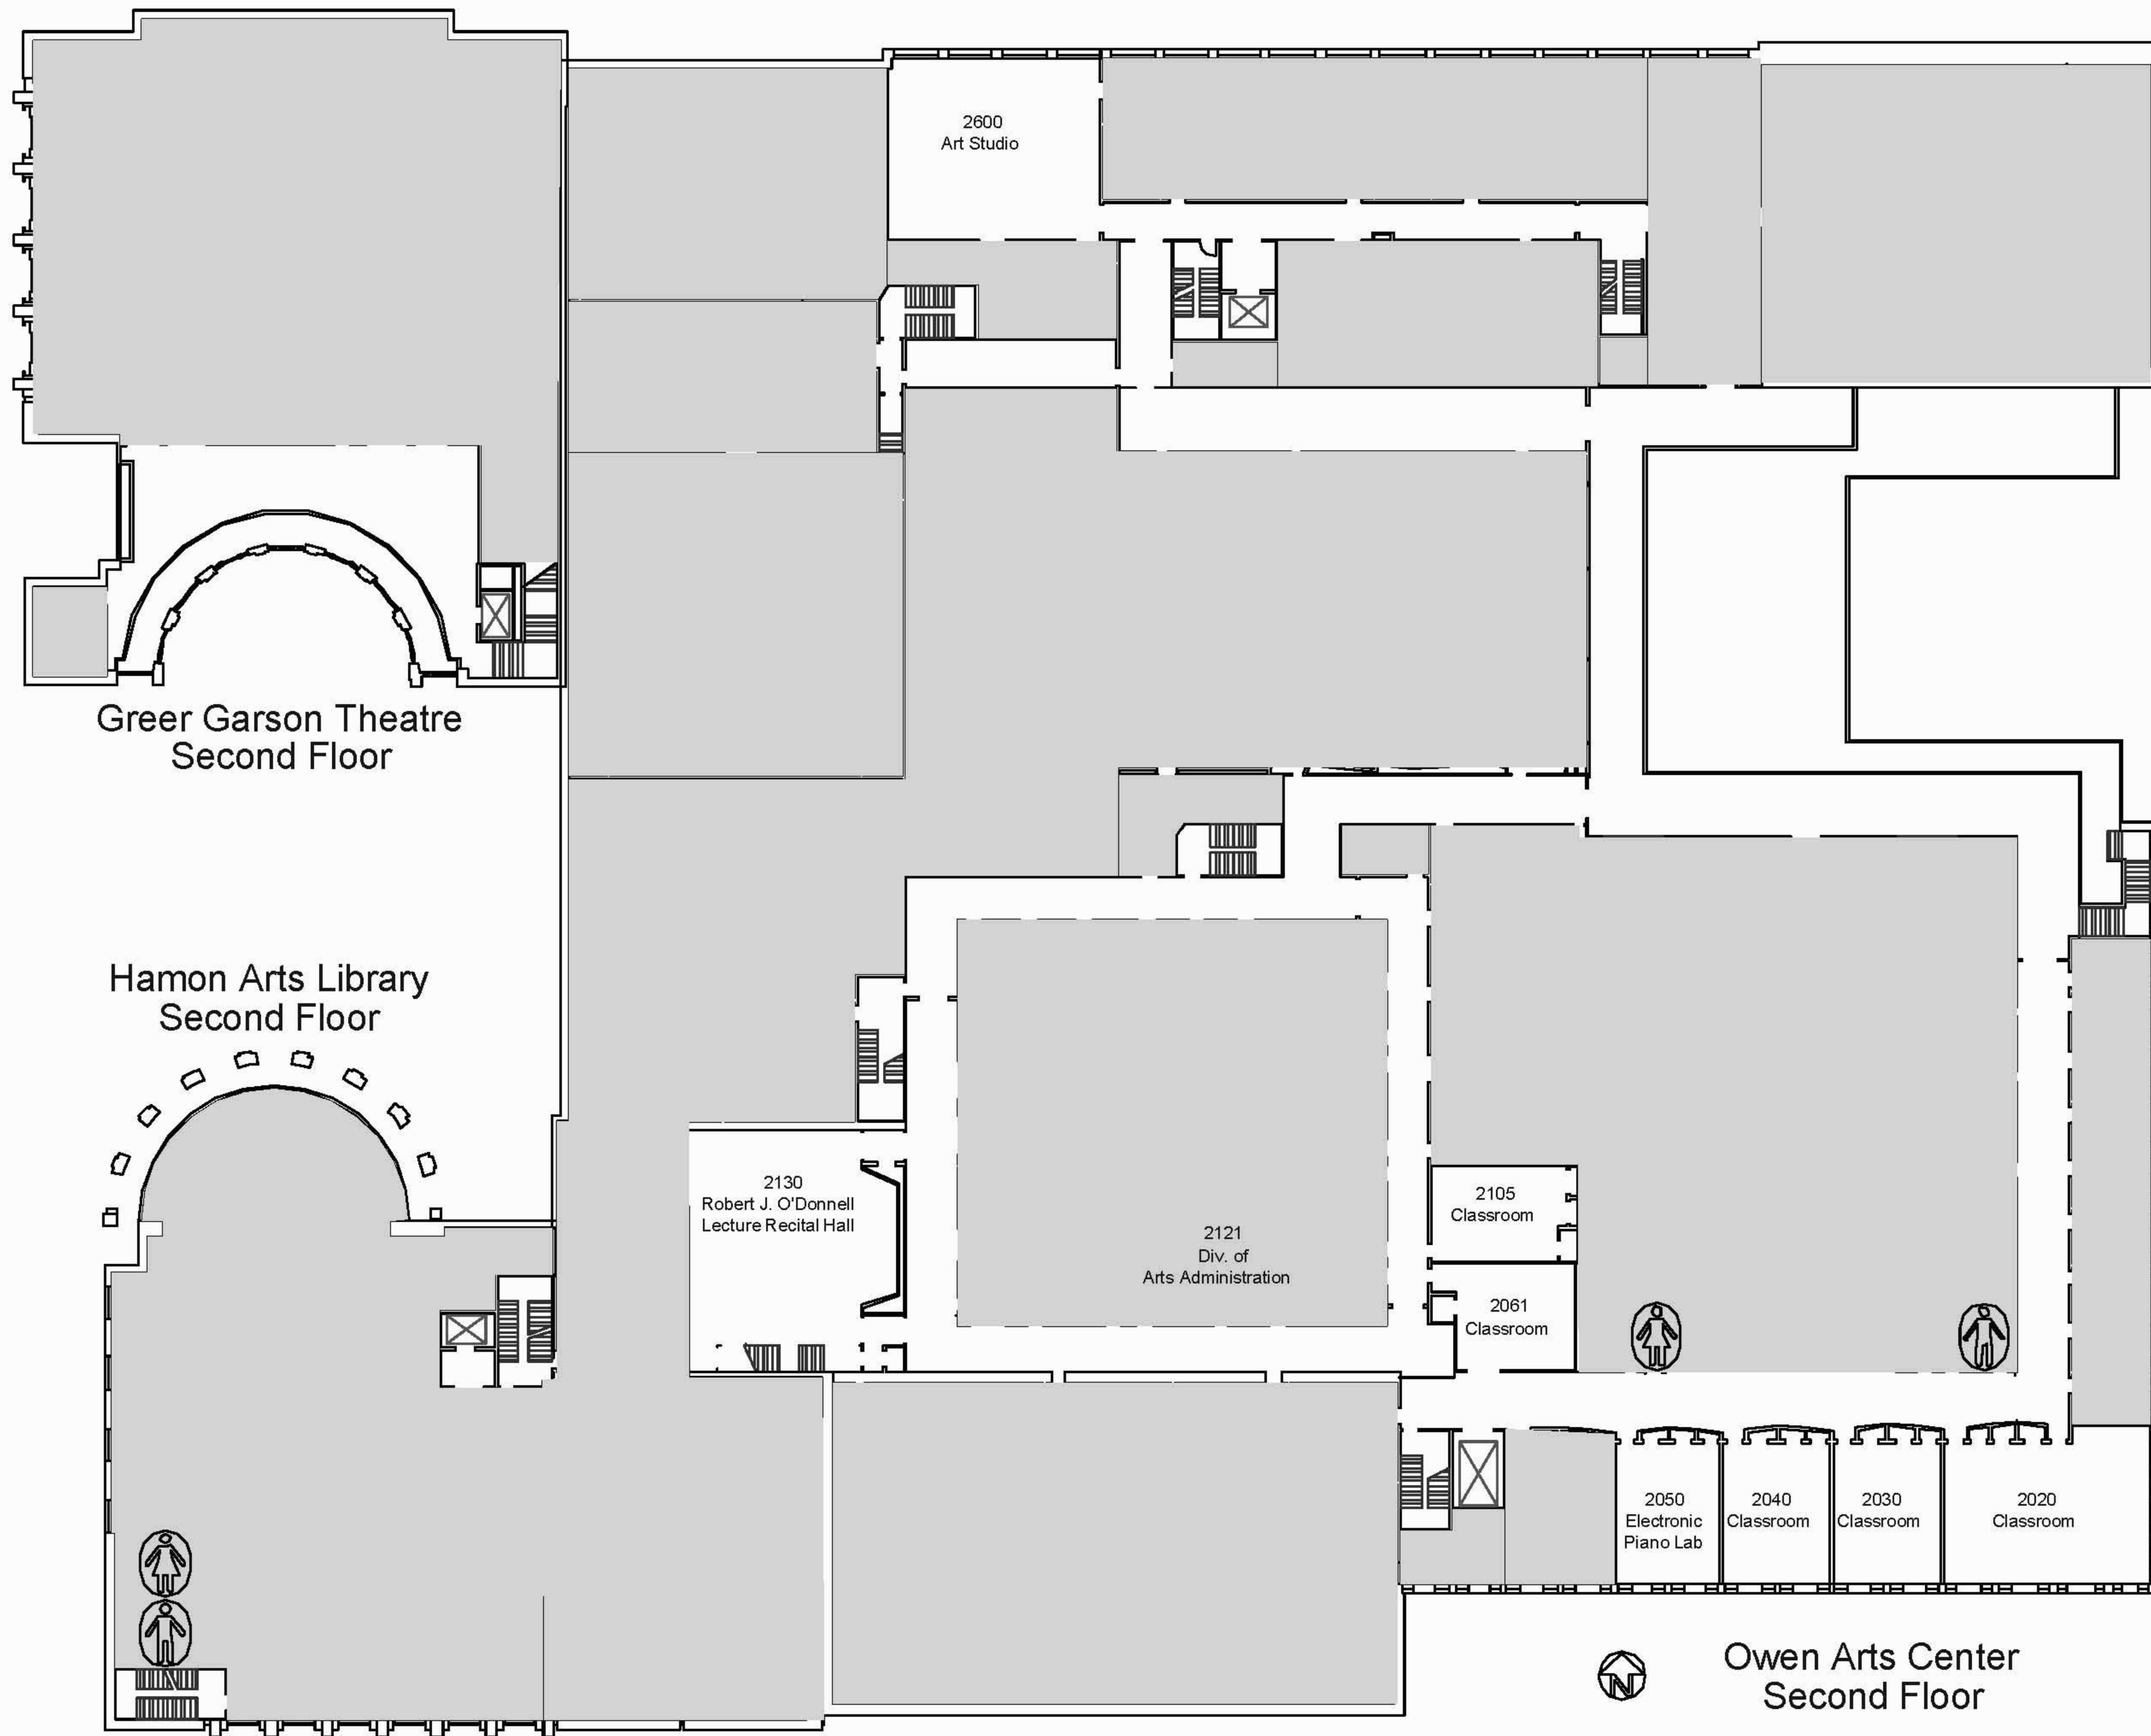 2600
Art Studio
Greer Garson Theatre
Second Floor
Hamon Arts Library
Second Floor
2130
Robert J. O'Donnell
Lecture Recital Hall
2121
Div. of
Arts Administration
2105
Classroom
2061
Classroom
2050
Electronic
Piano Lab
2040
Classroom
2030
Classroom
2020
Classroom
N
Owen Arts Center
Second Floor